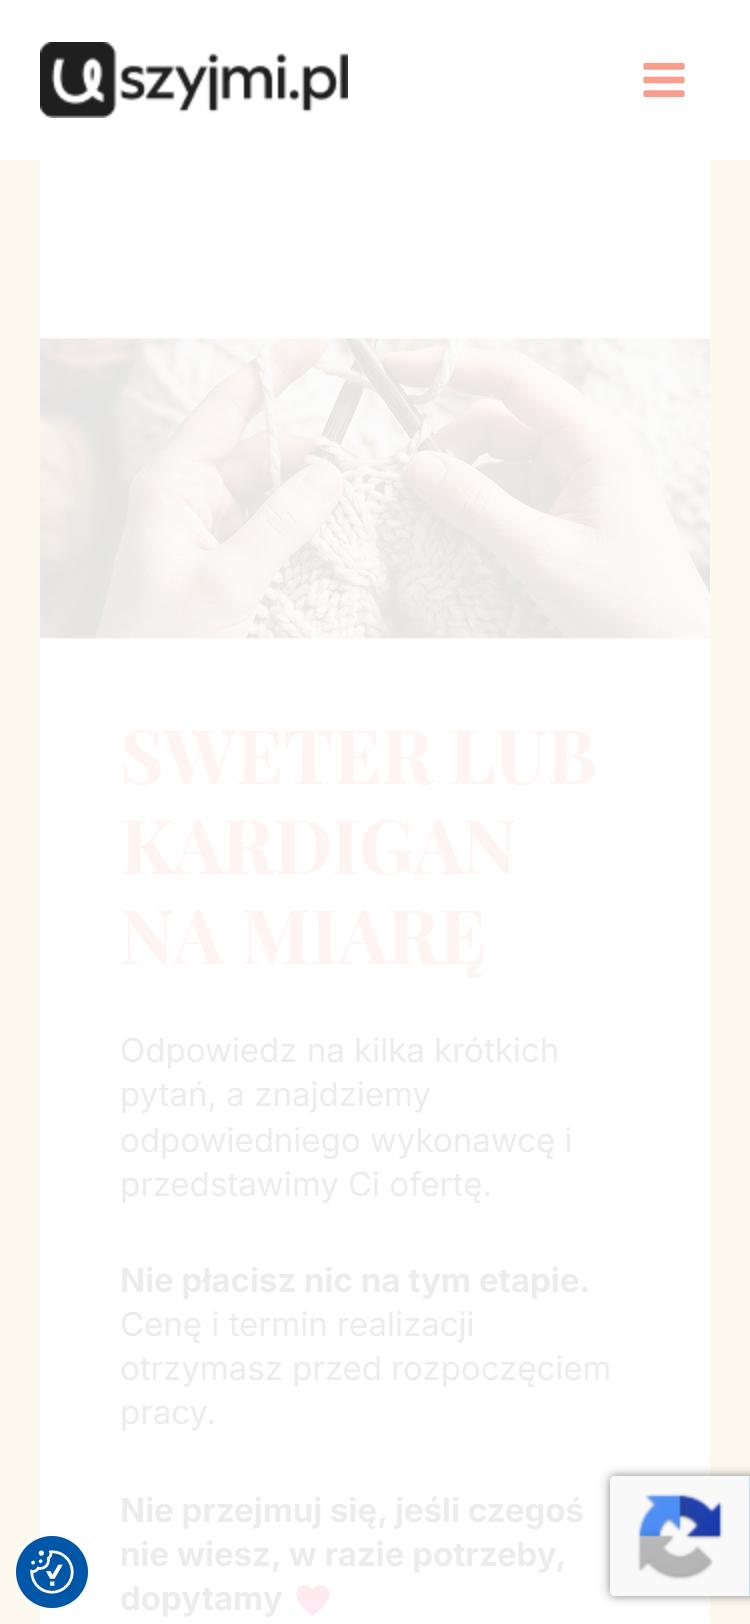 uszyjmi.pl
SWETER LUB
KARDIGAN
NA MIARĘ
Odpowiedz na kilka krótkich
pytań, a znajdziemy
odpowiedniego wykonawcę i
przedstawimy Ci ofertę.
Nie płacisz nic na tym etapie.
Cenę i termin realizacji
otrzymasz przed rozpoczęciem
pracy.
Nie przejmuj się, jeśli czegoś
nie wiesz, w razie potrzeby,
dopytamy